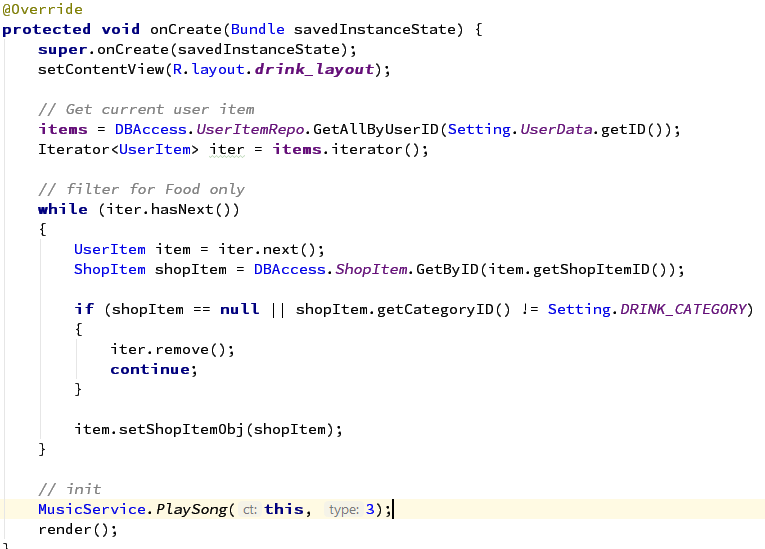 @Override
protected void onCreate(Bundle savedInstanceState) {
    super.onCreate(savedInstanceState);
    setContentView(R.layout.drink_layout);

    // Get current user item
    items = DBAccess.UserItemRepo.GetAllByUserID(Setting.UserData.getID());
    Iterator<UserItem> iter = items.iterator();

    // filter for Food only
    while (iter.hasNext())
    {
        UserItem item = iter.next();
        ShopItem shopItem = DBAccess.ShopItem.GetByID(item.getShopItemID());

        if (shopItem == null || shopItem.getCategoryID() != Setting.DRINK_CATEGORY)
        {
            iter.remove();
            continue;
        }

        item.setShopItemObj(shopItem);
    }

    // init
    MusicService.PlaySong( ct: this,  type: 3);
    render();
}